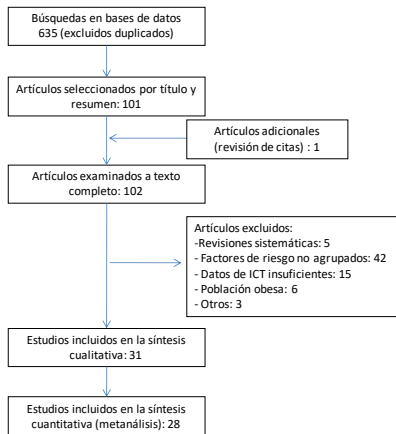 Búsquedas en bases de datos
635 (excluidos duplicados)
Artículos seleccionados por título y
resumen: 101
Artículos adicionales
(revisión de citas) : 1
Artículos examinados a texto
completo: 102
Artículos excluidos:
-Revisiones sistemáticas: 5
- Factores de riesgo no agrupados: 42
- Datos de ICT insuficientes: 15
- Población obesa: 6
- Otros: 3
Estudios incluidos en la síntesis
cualitativa: 31
Estudios incluidos en la síntesis
cuantitativa (metanálisis): 28